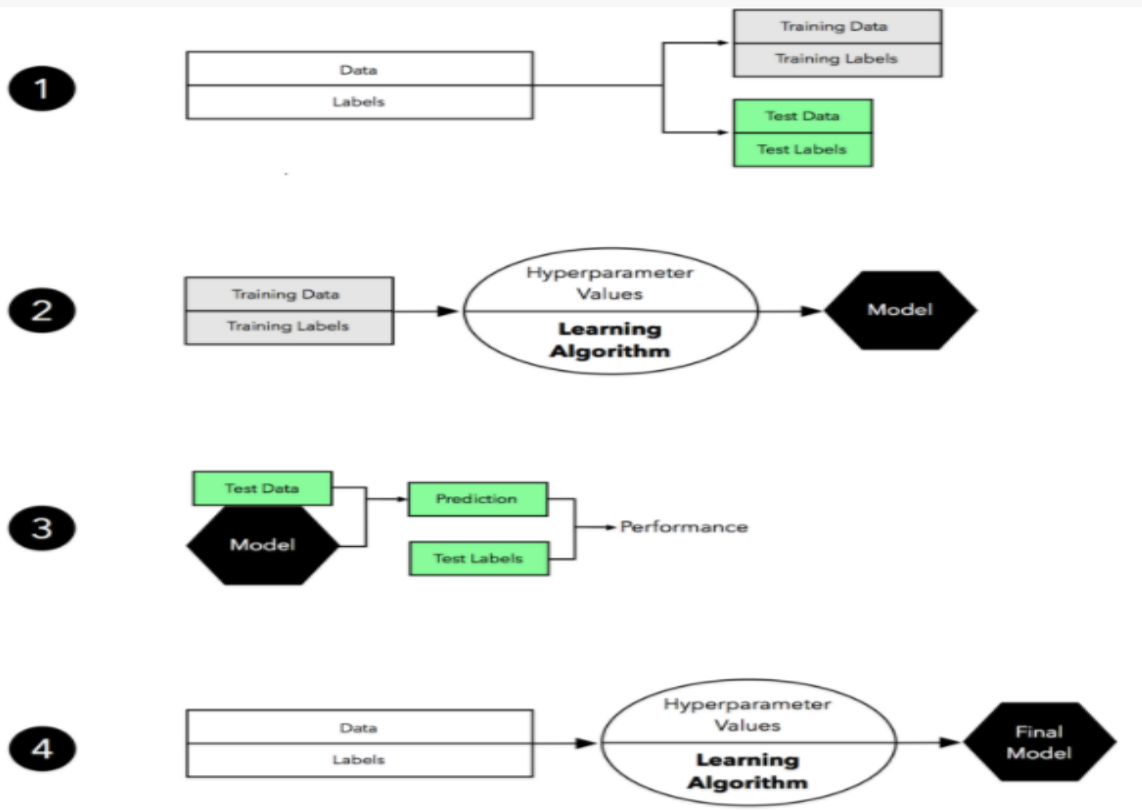 1
Data
Labels
Training Data
Training Labels
Test Data
Test Labels
2
Training Data
Training Labels
Hyperparameter
Values
Learning
Algorithm
Model
3
Test Data
Model
Prediction
Test Labels
Performance
4
Data
Labels
Hyperparameter
Values
Learning
Algorithm
Final
Model